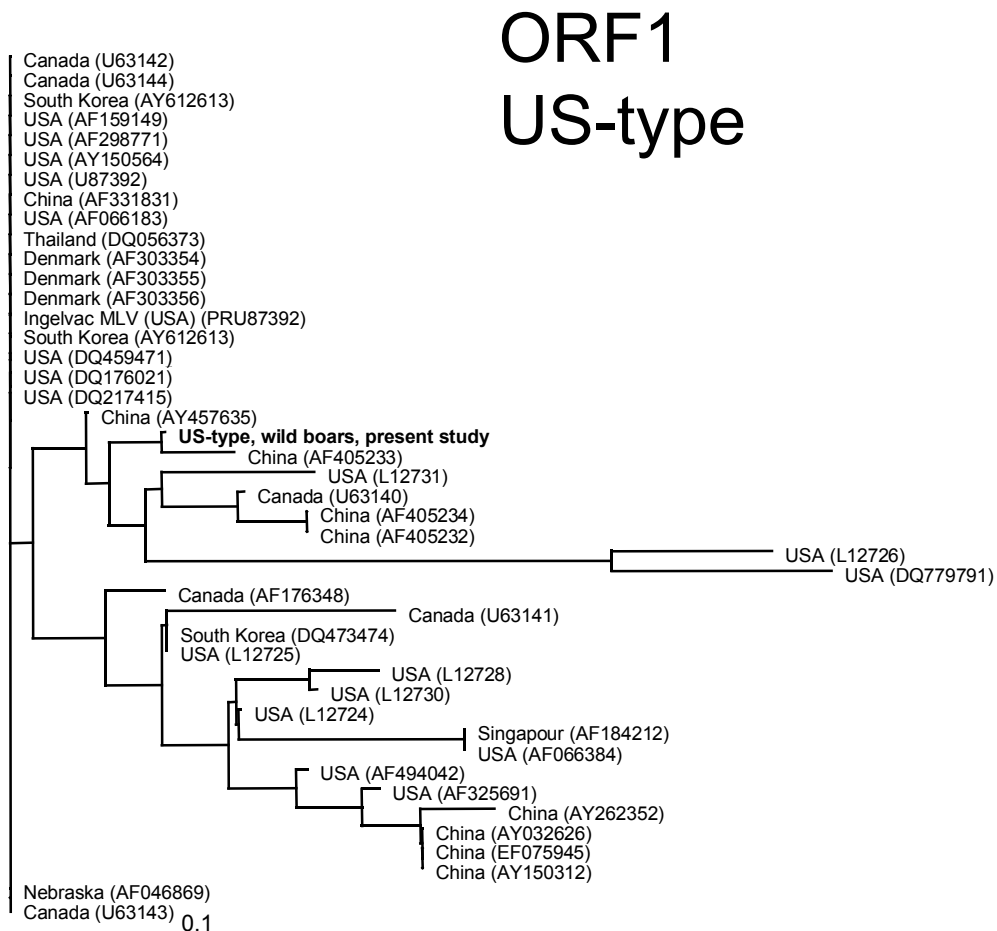 ORF1
US-type
Canada (U63142)
Canada (U63144)
South Korea (AY612613)
USA (AF159149)
USA (AF298771)
USA (AY150564)
USA (U87392)
China (AF331831)
USA (AF066183)
Thailand (DQ056373)
Denmark (AF303354)
Denmark (AF303355)
Denmark (AF303356)
Ingelvac MLV (USA) (PRU87392)
South Korea (AY612613)
USA (DQ459471)
USA (DQ176021)
USA (DQ217415)
China (AY457635)
US-type, wild boars, present study
China (AF405233)
USA (L12731)
Canada (U63140)
China (AF405234)
China (AF405232)
USA (L12726)
USA (DQ779791)
Canada (AF176348)
Canada (U63141)
South Korea (DQ473474)
USA (L12725)
USA (L12728)
USA (L12730)
USA (L12724)
Singapour (AF184212)
USA (AF066384)
USA (AF494042)
USA (AF325691)
China (AY262352)
China (AY032626)
China (EF075945)
China (AY150312)
Nebraska (AF046869)
Canada (U63143)
0.1